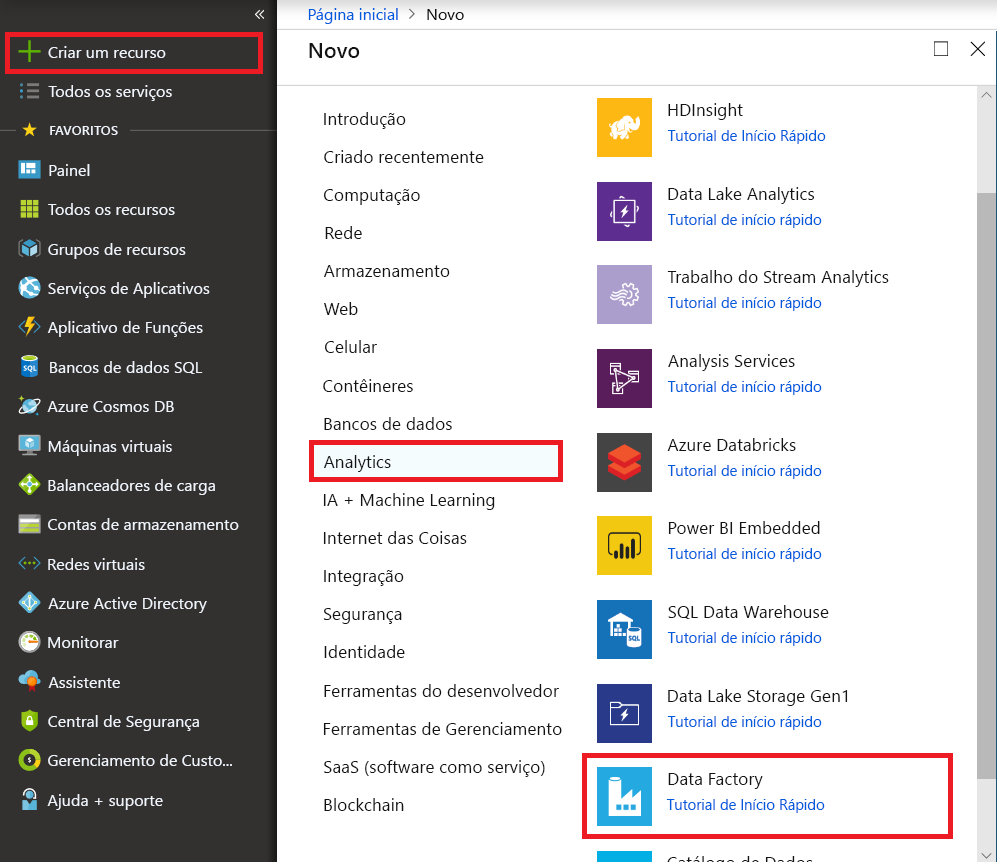 «
Criar um recurso
Todos os serviços
FAVORITOS
Painel
Todos os recursos
Grupos de recursos
Serviços de Aplicativos
Aplicativo de Funções
Bancos de dados SQL
Azure Cosmos DB
Máquinas virtuais
Balanceadores de carga
Contas de armazenamento
Redes virtuais
Azure Active Directory
Monitorar
Assistente
Central de Segurança
Gerenciamento de Custo...
Ajuda + suporte
Página inicial > Novo
Novo
Introdução
Criado recentemente
Computação
Rede
Armazenamento
Web
Celular
Contêineres
Bancos de dados
Analytics
IA + Machine Learning
Internet das Coisas
Integração
Segurança
Identidade
Ferramentas do desenvolvedor
Ferramentas de Gerenciamento
SaaS (software como serviço)
Blockchain
HDInsight
Tutorial de Início Rápido
Data Lake Analytics
Tutorial de início rápido
Trabalho do Stream Analytics
Tutorial de início rápido
Analysis Services
Tutorial de início rápido
Azure Databricks
Tutorial de início rápido
Power BI Embedded
Tutorial de início rápido
SQL Data Warehouse
Tutorial de início rápido
Data Lake Storage Gen1
Tutorial de início rápido
Data Factory
Tutorial de Início Rápido
Catálogo de Dados